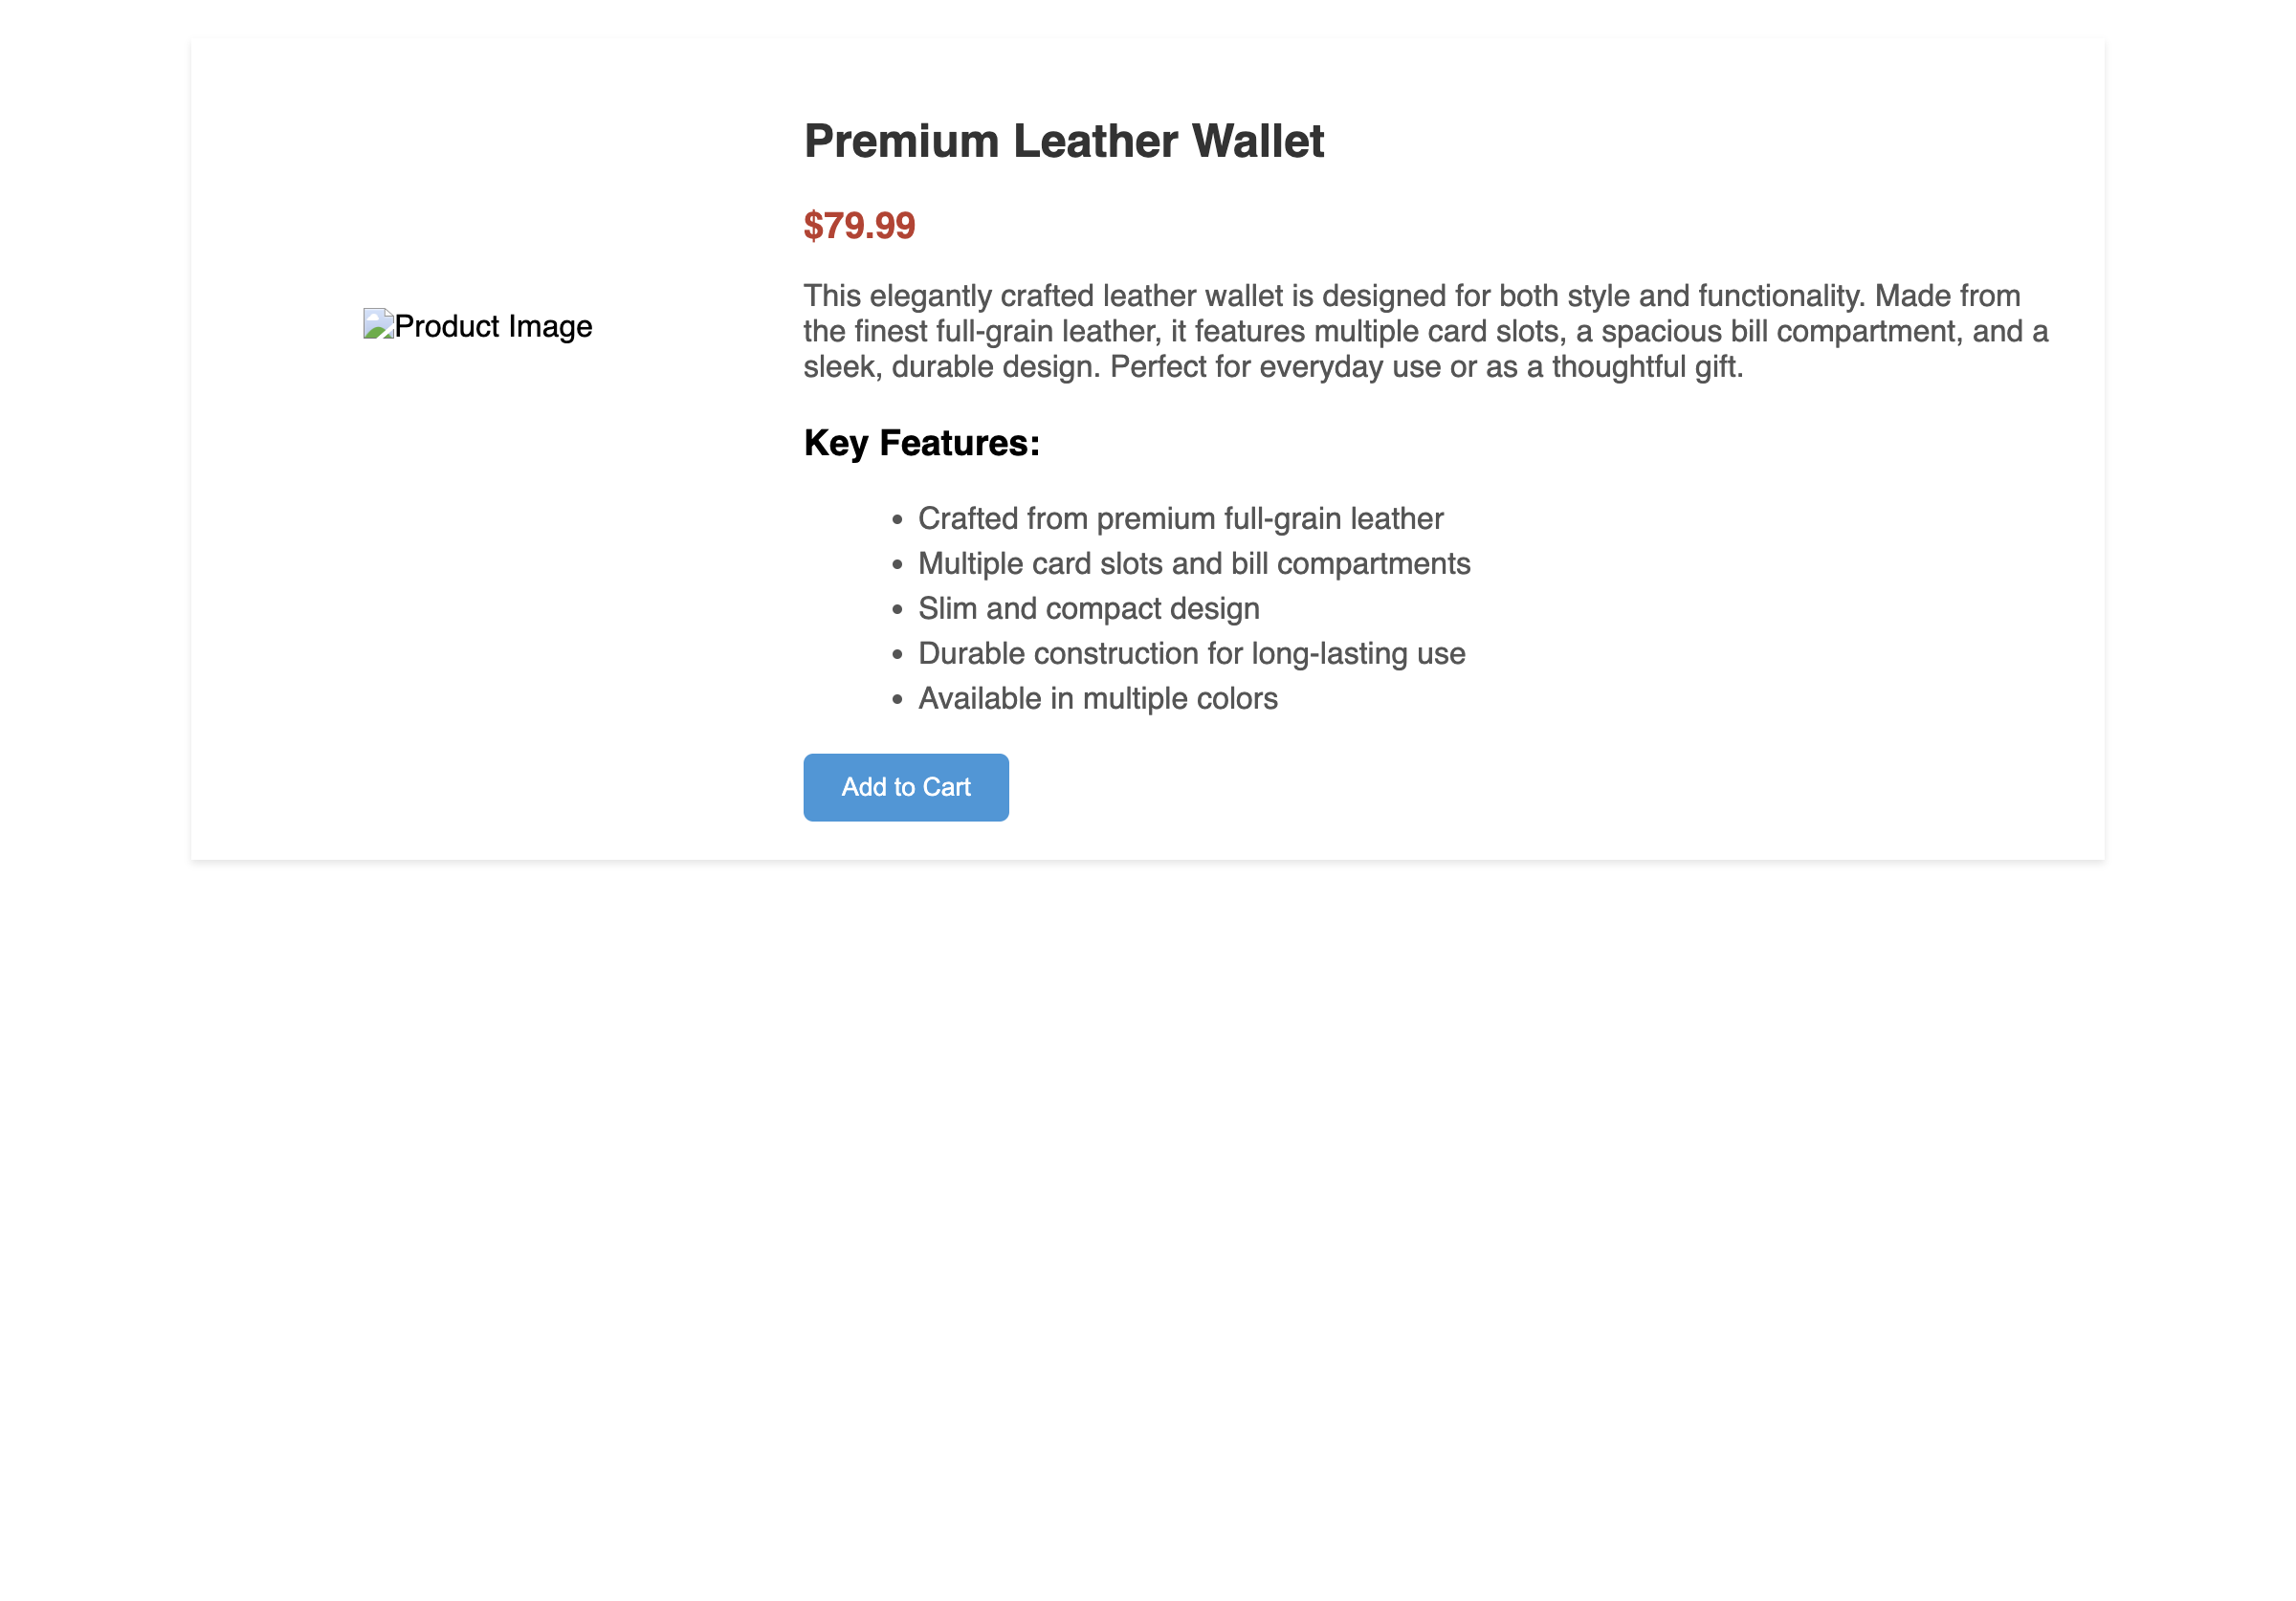 Premium Leather Wallet
$79.99
Product Image
This elegantly crafted leather wallet is designed for both style and functionality. Made from
the finest full-grain leather, it features multiple card slots, a spacious bill compartment, and a
sleek, durable design. Perfect for everyday use or as a thoughtful gift.
Key Features:
• Crafted from premium full-grain leather
• Multiple card slots and bill compartments
• Slim and compact design
• Durable construction for long-lasting use
• Available in multiple colors
Add to Cart